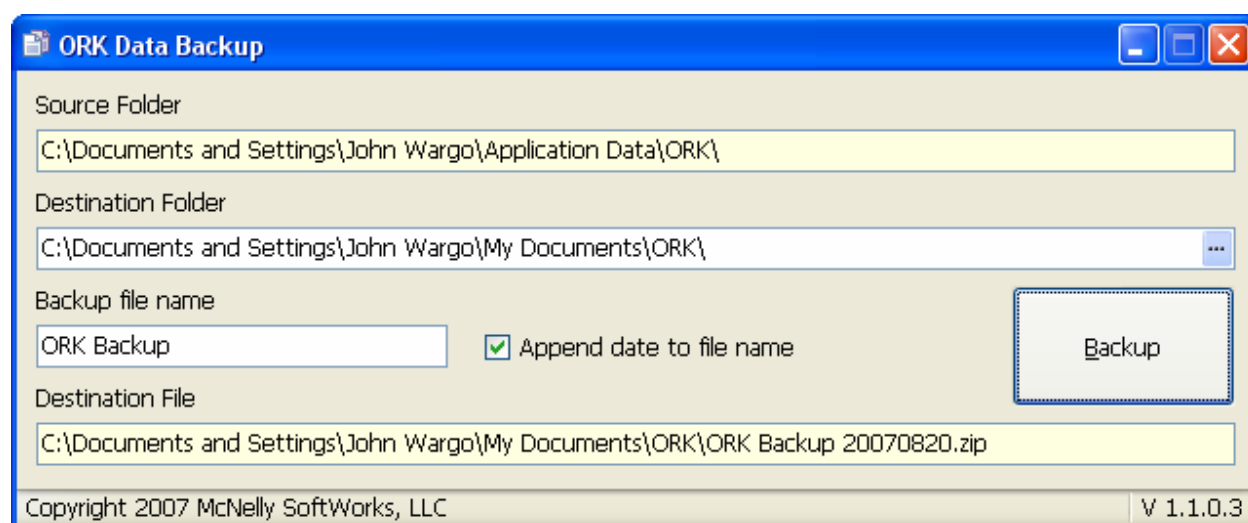 ORK Data Backup
Source Folder
C:\Documents and Settings\John Wargo\Application Data\ORK\
Destination Folder
C:\Documents and Settings\John Wargo\My Documents\ORK\
...
Backup file name
ORK Backup
Append date to file name
Backup
Destination File
C:\Documents and Settings\John Wargo\My Documents\ORK\ORK Backup 20070820.zip
Copyright 2007 McNelly SoftWorks, LLC
V 1.1.0.3